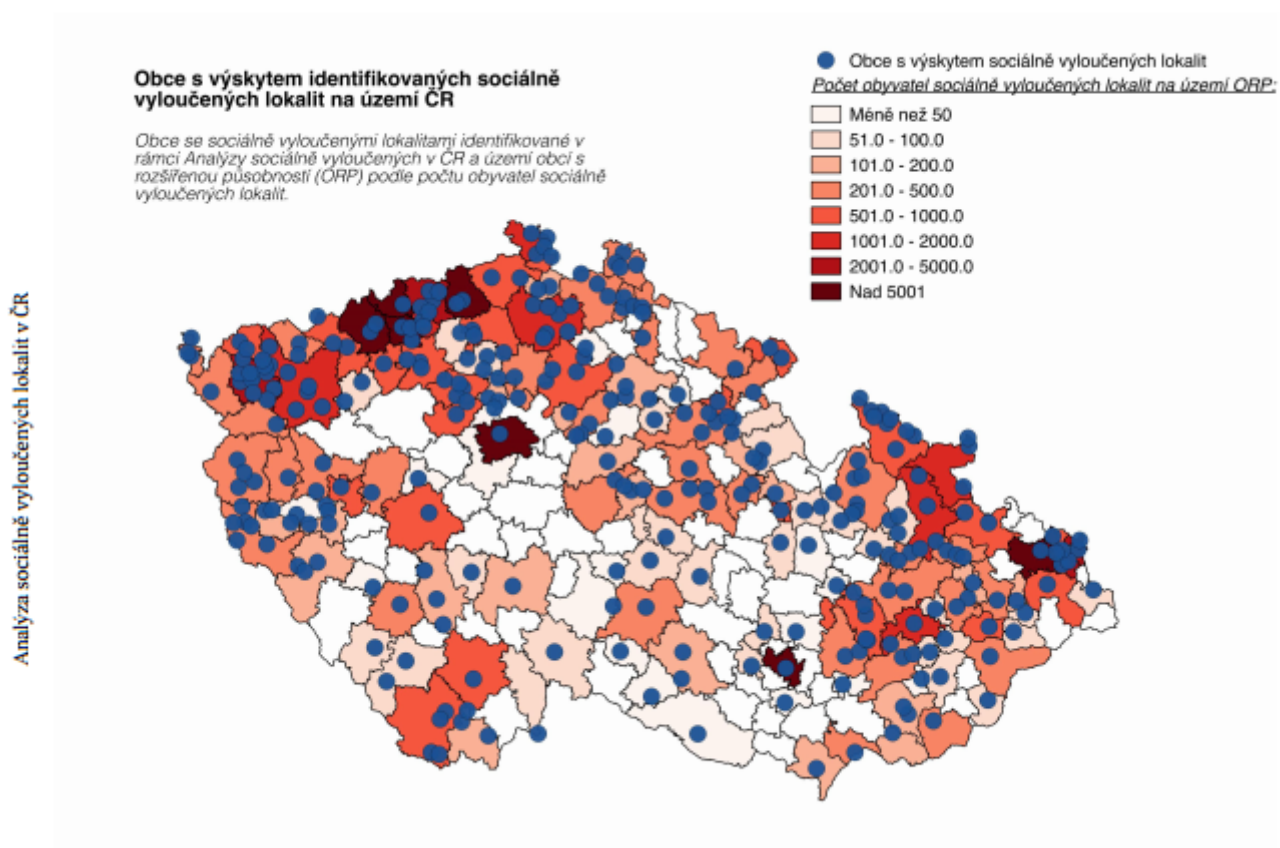 Analýza sociálně vyloučených lokalit v ČR
Obce s výskytem identifikovaných sociálně
vyloučených lokalit na území ČR
Obce se sociálně vyloučenými lokalitami identifikované v
rámci Analýzy sociálně vyloučených v ČR a území obcí s
rozšířenou působností (ORP) podle počtu obyvatel sociálně
vyloučených lokalit.
Obce s výskytem sociálně vyloučených lokalit
Počet obyvatel sociálně vyloučených lokalit na území ORP:
Méně než 50
51.0 - 100.0
101.0 - 200.0
201.0 - 500.0
501.0 - 1000.0
1001.0 - 2000.0
2001.0 - 5000.0
Nad 5001